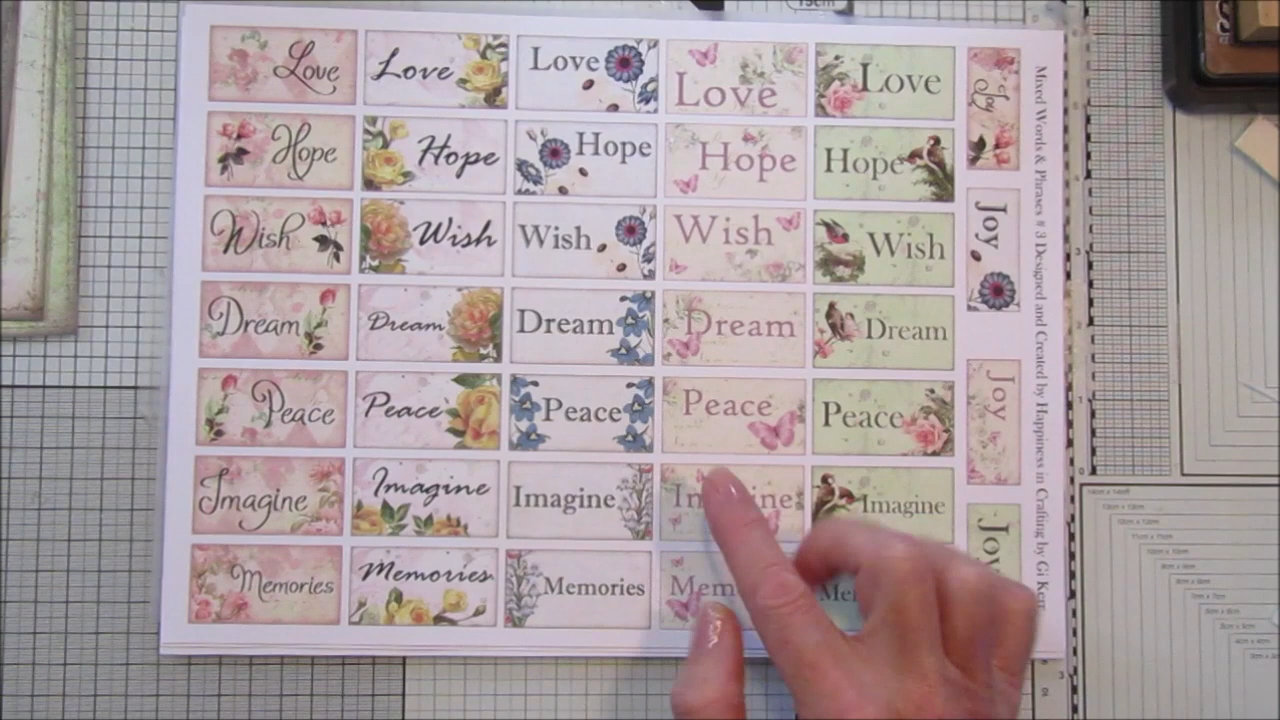 15cm
Love Love Love Love Love
Hope Hope Hope Hope Hope
Wish Wish Wish Wish Wish
Dream Dream Dream Dream Dream
Peace Peace Peace Peace Peace
Imagine Imagine Imagine Imagine
Memories Memories Memories
Joy
Joy
Joy
Joy
Mixed Words & Phrases # 3 Designed and Created by Happiness in Crafting by Gi Kerr